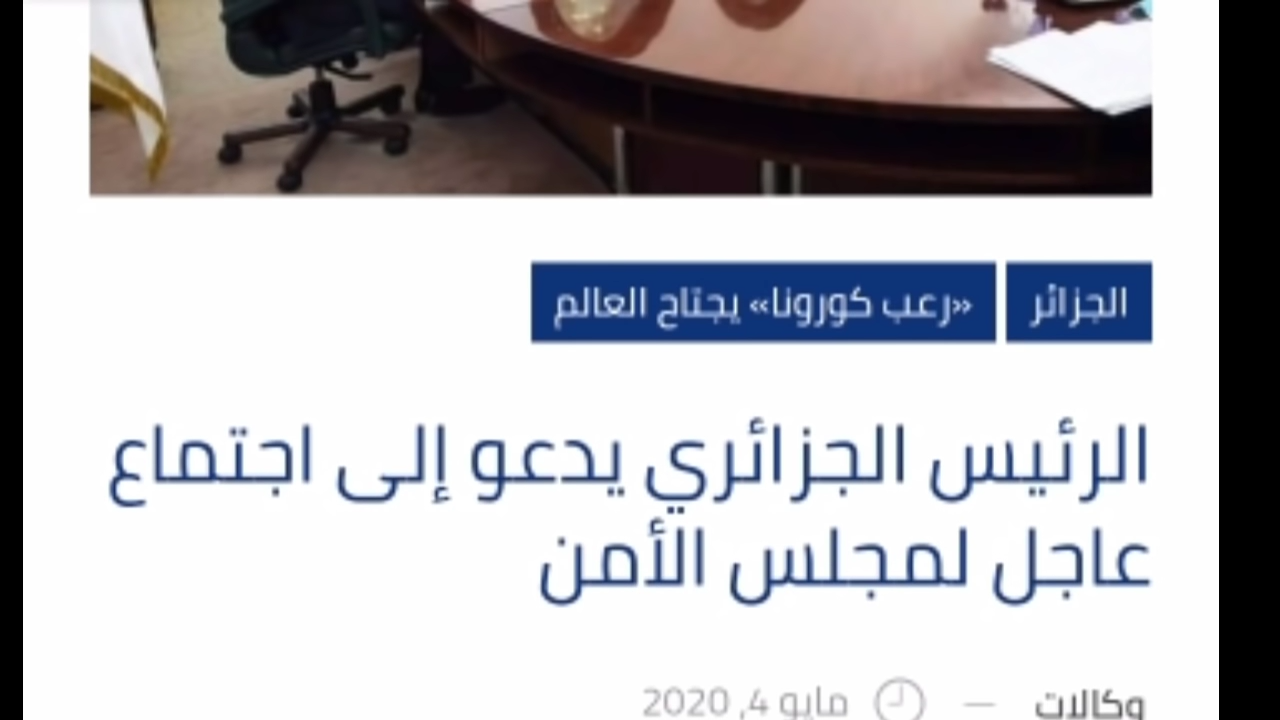 الجزائر «رعب كورونا» يجتاح العالم
الرئيس الجزائري يدعو إلى اجتماع
عاجل لمجلس الأمن
وكالات — مايو 4, 2020